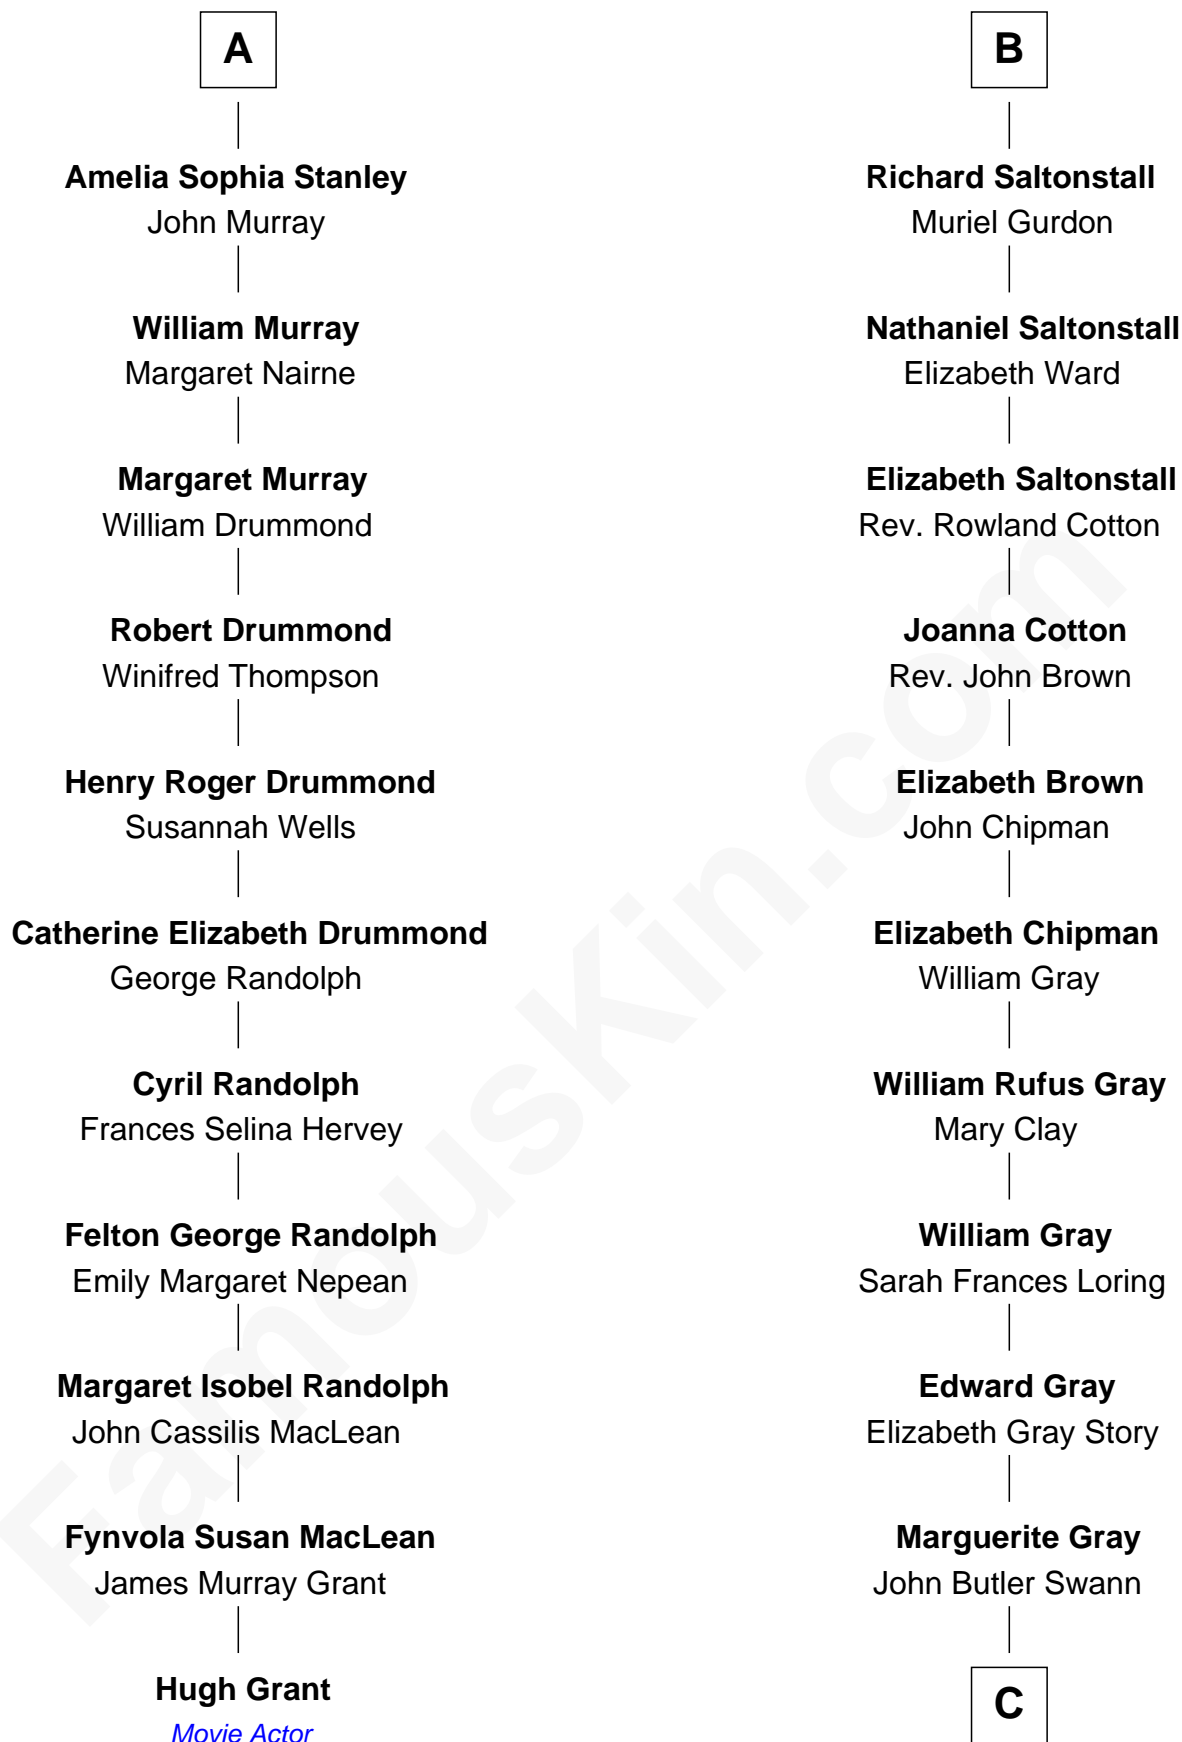 A
Amelia Sophia Stanley
John Murray
William Murray
Margaret Nairne
Margaret Murray
William Drummond
Robert Drummond
Winifred Thompson
Henry Roger Drummond
Susannah Wells
Catherine Elizabeth Drummond
George Randolph
Cyril Randolph
Frances Selina Hervey
Felton George Randolph
Emily Margaret Nepean
Margaret Isobel Randolph
John Cassilis MacLean
Fynvola Susan MacLean
James Murray Grant
Hugh Grant
Movie Actor
B
Richard Saltonstall
Muriel Gurdon
Nathaniel Saltonstall
Elizabeth Ward
Elizabeth Saltonstall
Rev. Rowland Cotton
Joanna Cotton
Rev. John Brown
Elizabeth Brown
John Chipman
Elizabeth Chipman
William Gray
William Rufus Gray
Mary Clay
William Gray
Sarah Frances Loring
Edward Gray
Elizabeth Gray Story
Marguerite Gray
John Butler Swann
C
FamousKin.com